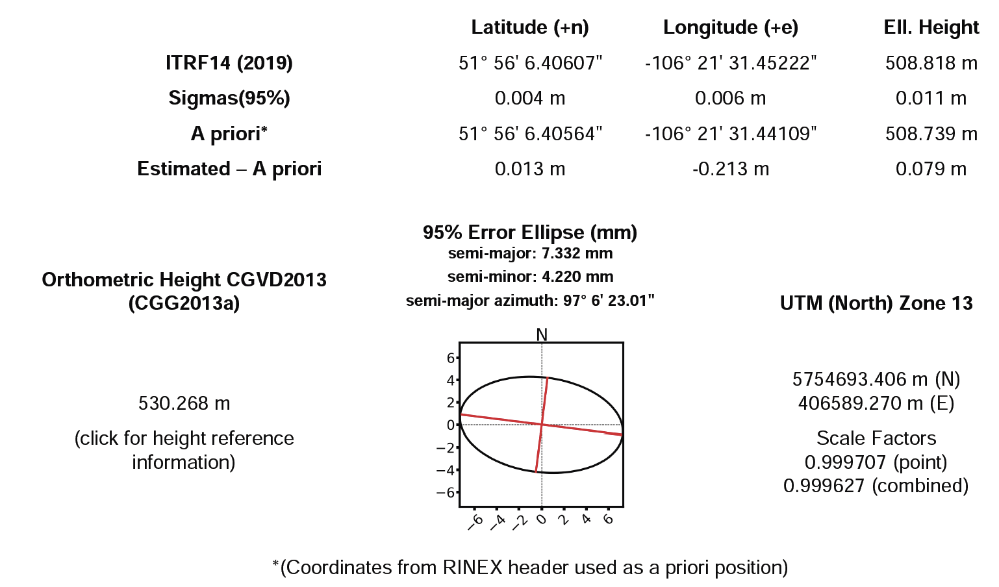 Latitude (+n) Longitude (+e) Ell. Height
ITRF14 (2019) 51° 56' 6.40607" -106° 21' 31.45222" 508.818 m
Sigmas(95%) 0.004 m 0.006 m 0.011 m
A priori* 51° 56' 6.40564" -106° 21' 31.44109" 508.739 m
Estimated – A priori 0.013 m -0.213 m 0.079 m
95% Error Ellipse (mm)
semi-major: 7.332 mm
semi-minor: 4.220 mm
semi-major azimuth: 97° 6' 23.01"
Orthometric Height CGVD2013
(CGG2013a)
530.268 m
(click for height reference
information)
N
6
4
2
0
−2
−4
−6
−6 −4 −2 0 2 4 6
UTM (North) Zone 13
5754693.406 m (N)
406589.270 m (E)
Scale Factors
0.999707 (point)
0.999627 (combined)
*(Coordinates from RINEX header used as a priori position)